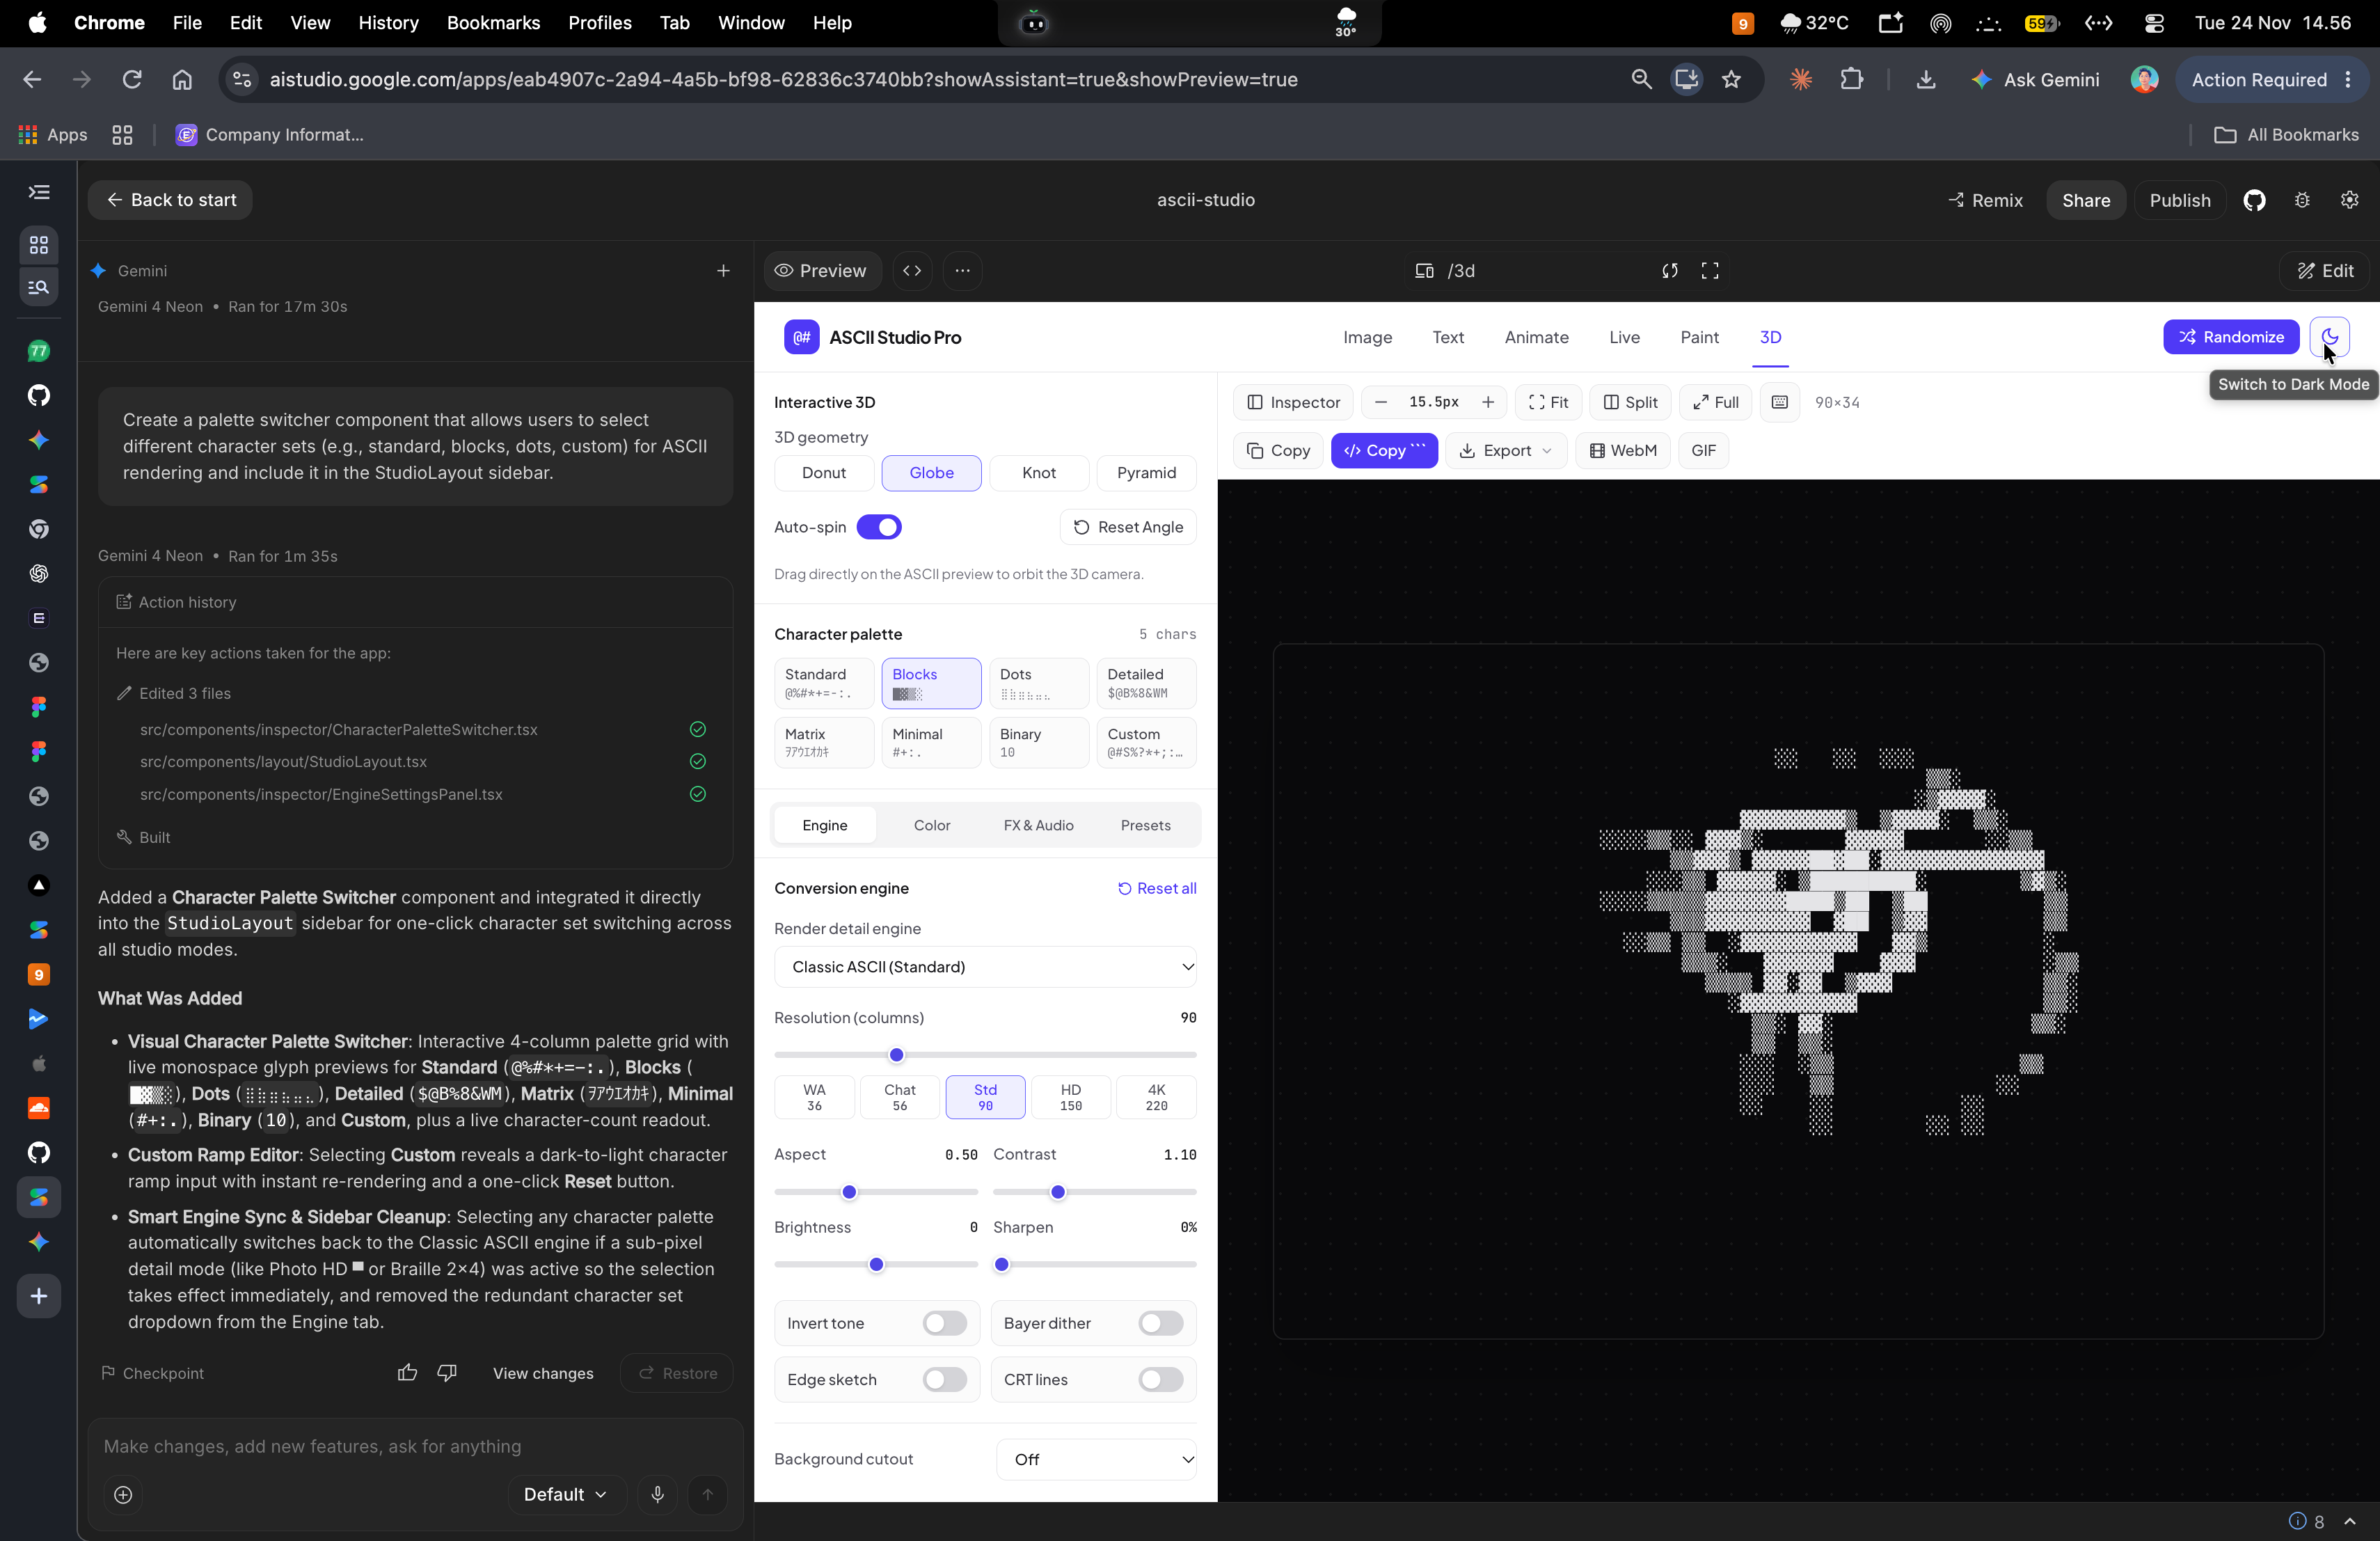 Chrome File Edit View History Bookmarks Profiles Tab Window Help
30°
9 32°C 59 Tue 24 Nov 14.56
aistudio.google.com/apps/eab4907c-2a94-4a5b-bf98-62836c3740bb?showAssistant=true&showPreview=true
Ask Gemini Action Required
Apps Company Informat... All Bookmarks
Back to start ascii-studio Remix Share Publish
Gemini
Gemini 4 Neon • Ran for 17m 30s
Create a palette switcher component that allows users to select
different character sets (e.g., standard, blocks, dots, custom) for ASCII
rendering and include it in the StudioLayout sidebar.
Gemini 4 Neon • Ran for 1m 35s
Action history
Here are key actions taken for the app:
Edited 3 files
src/components/inspector/CharacterPaletteSwitcher.tsx
src/components/layout/StudioLayout.tsx
src/components/inspector/EngineSettingsPanel.tsx
Built
Added a Character Palette Switcher component and integrated it directly
into the StudioLayout sidebar for one-click character set switching across
all studio modes.
What Was Added
• Visual Character Palette Switcher: Interactive 4-column palette grid with
live monospace glyph previews for Standard (@%#*+=-:.), Blocks (
█▓▒░), Dots (⣿⣷⣶⣤⣀), Detailed ($@B%8&WM), Matrix (ｦｱｳｴｵｶｷ), Minimal
(#+:.), Binary (10), and Custom, plus a live character-count readout.
• Custom Ramp Editor: Selecting Custom reveals a dark-to-light character
ramp input with instant re-rendering and a one-click Reset button.
• Smart Engine Sync & Sidebar Cleanup: Selecting any character palette
automatically switches back to the Classic ASCII engine if a sub-pixel
detail mode (like Photo HD ▀ or Braille 2×4) was active so the selection
takes effect immediately, and removed the redundant character set
dropdown from the Engine tab.
Checkpoint View changes Restore
Make changes, add new features, ask for anything
Default
77
E
9
Preview /3d Edit
@# ASCII Studio Pro Image Text Animate Live Paint 3D Randomize
Switch to Dark Mode
Interactive 3D
3D geometry
Donut Globe Knot Pyramid
Auto-spin Reset Angle
Drag directly on the ASCII preview to orbit the 3D camera.
Character palette 5 chars
Standard Blocks Dots Detailed
@%#*+=-:. █▓▒░ $@B%8&WM
Matrix Minimal Binary Custom
ｦｱｳｴｵｶｷ #+:. 10 @#S%?*+;:…
Engine Color FX & Audio Presets
Conversion engine Reset all
Render detail engine
Classic ASCII (Standard)
Resolution (columns) 90
WA Chat Std HD 4K
36 56 90 150 220
Aspect 0.50 Contrast 1.10
Brightness 0 Sharpen 0%
Invert tone Bayer dither
Edge sketch CRT lines
Background cutout Off
Inspector − 15.5px + Fit Split Full 90×34
Copy </> Copy ``` Export WebM GIF
8